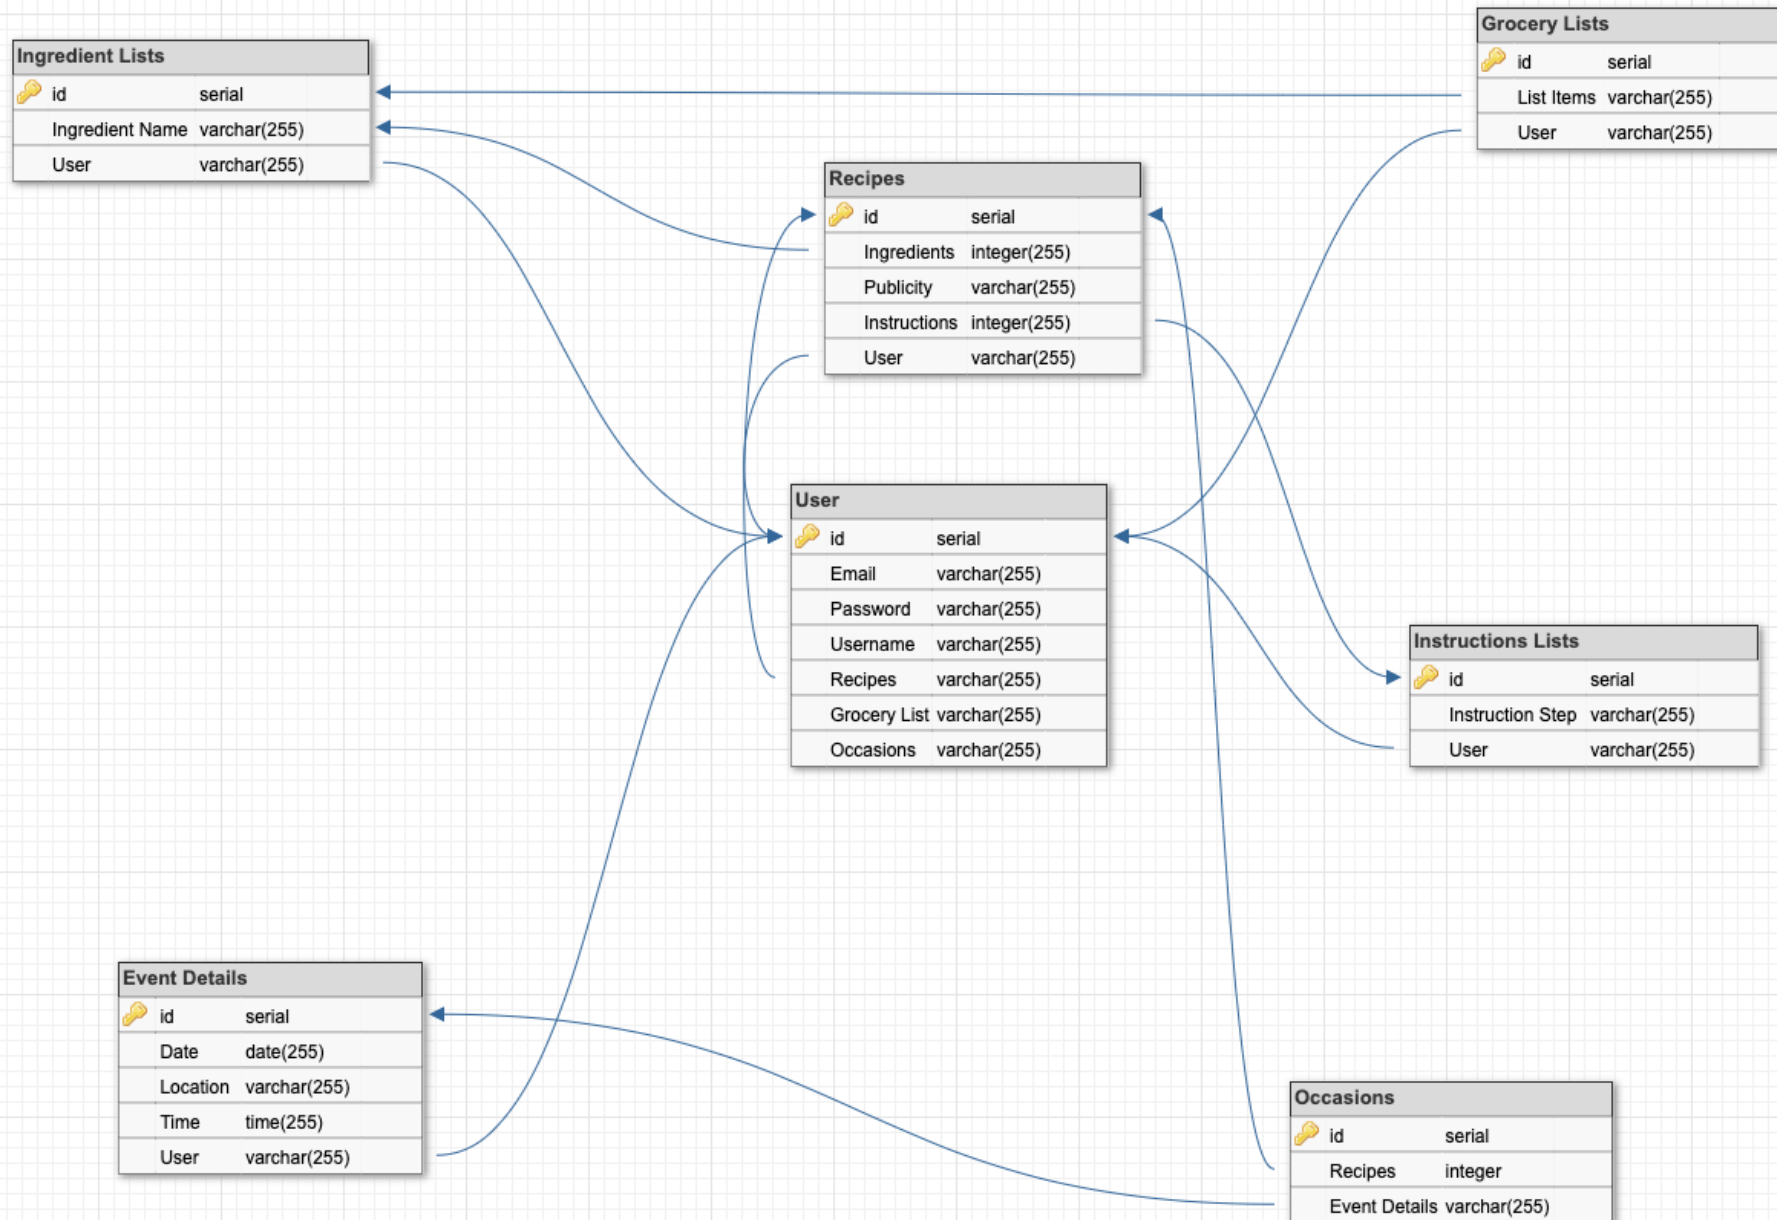 Ingredient Lists
id serial
Ingredient Name varchar(255)
User varchar(255)
Grocery Lists
id serial
List Items varchar(255)
User varchar(255)
Recipes
id serial
Ingredients integer(255)
Publicity varchar(255)
Instructions integer(255)
User varchar(255)
User
id serial
Email varchar(255)
Password varchar(255)
Username varchar(255)
Recipes varchar(255)
Grocery List varchar(255)
Occasions varchar(255)
Instructions Lists
id serial
Instruction Step varchar(255)
User varchar(255)
Event Details
id serial
Date date(255)
Location varchar(255)
Time time(255)
User varchar(255)
Occasions
id serial
Recipes integer
Event Details varchar(255)